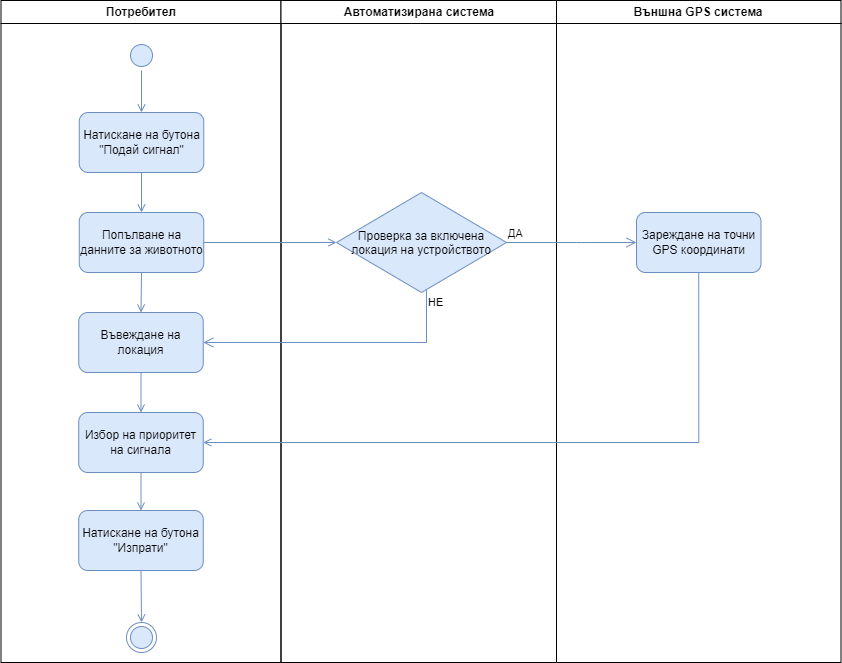 Потребител
Автоматизирана система
Външна GPS система
Натискане на бутона
"Подай сигнал"
Попълване на
данните за животното
Проверка за включена
локация на устройството
ДА
Зареждане на точни
GPS координати
НЕ
Въвеждане на
локация
Избор на приоритет
на сигнала
Натискане на бутона
"Изпрати"